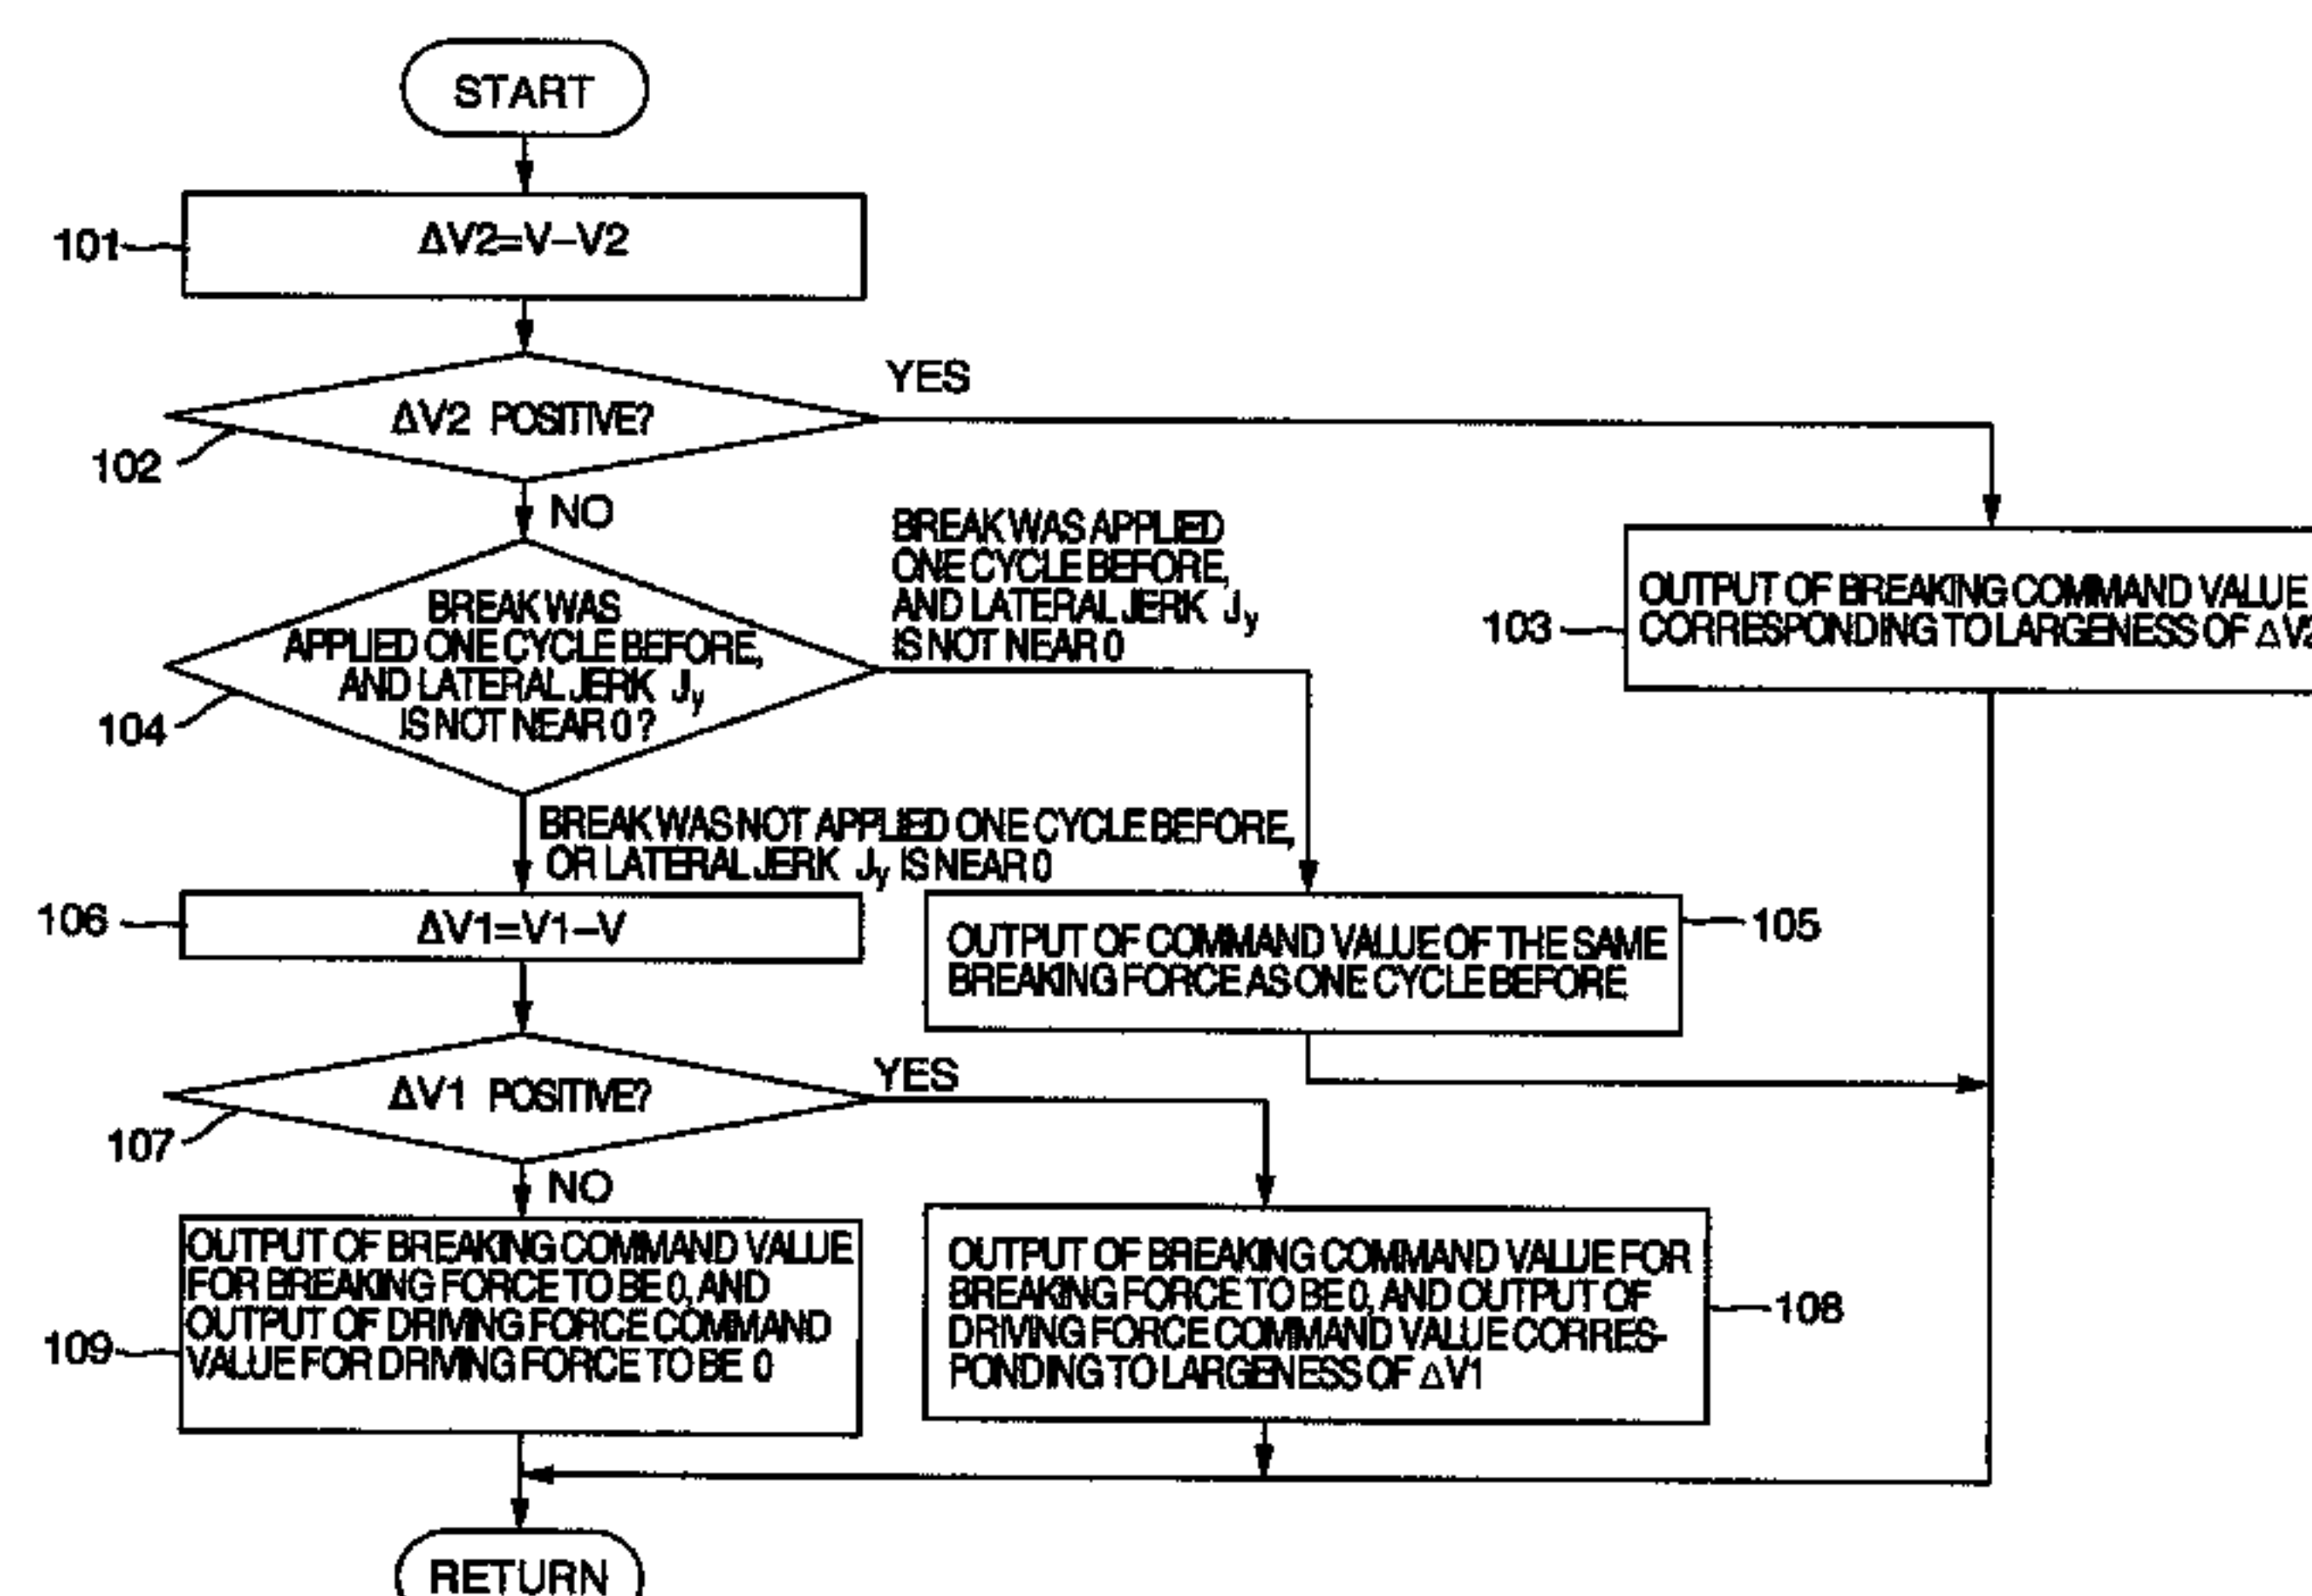 START
101
ΔV2=V−V2
YES
ΔV2 POSITIVE?
102
NO
BREAK WAS APPLIED
ONE CYCLE BEFORE,
AND LATERAL JERK Jy
IS NOT NEAR 0
BREAK WAS
APPLIED ONE CYCLE BEFORE,
AND LATERAL JERK Jy
IS NOT NEAR 0 ?
104
103
OUTPUT OF BREAKING COMMAND VALUE
CORRESPONDING TO LARGENESS OF ΔV2
BREAK WAS NOT APPLIED ONE CYCLE BEFORE,
OR LATERAL JERK Jy IS NEAR 0
106
ΔV1=V1−V
105
OUTPUT OF COMMAND VALUE OF THE SAME
BREAKING FORCE AS ONE CYCLE BEFORE
YES
ΔV1 POSITIVE?
107
NO
OUTPUT OF BREAKING COMMAND VALUE
FOR BREAKING FORCE TO BE 0, AND
OUTPUT OF DRIVING FORCE COMMAND
VALUE FOR DRIVING FORCE TO BE 0
109
OUTPUT OF BREAKING COMMAND VALUE FOR
BREAKING FORCE TO BE 0, AND OUTPUT OF
DRIVING FORCE COMMAND VALUE CORRES-
PONDING TO LARGENESS OF ΔV1
108
RETURN